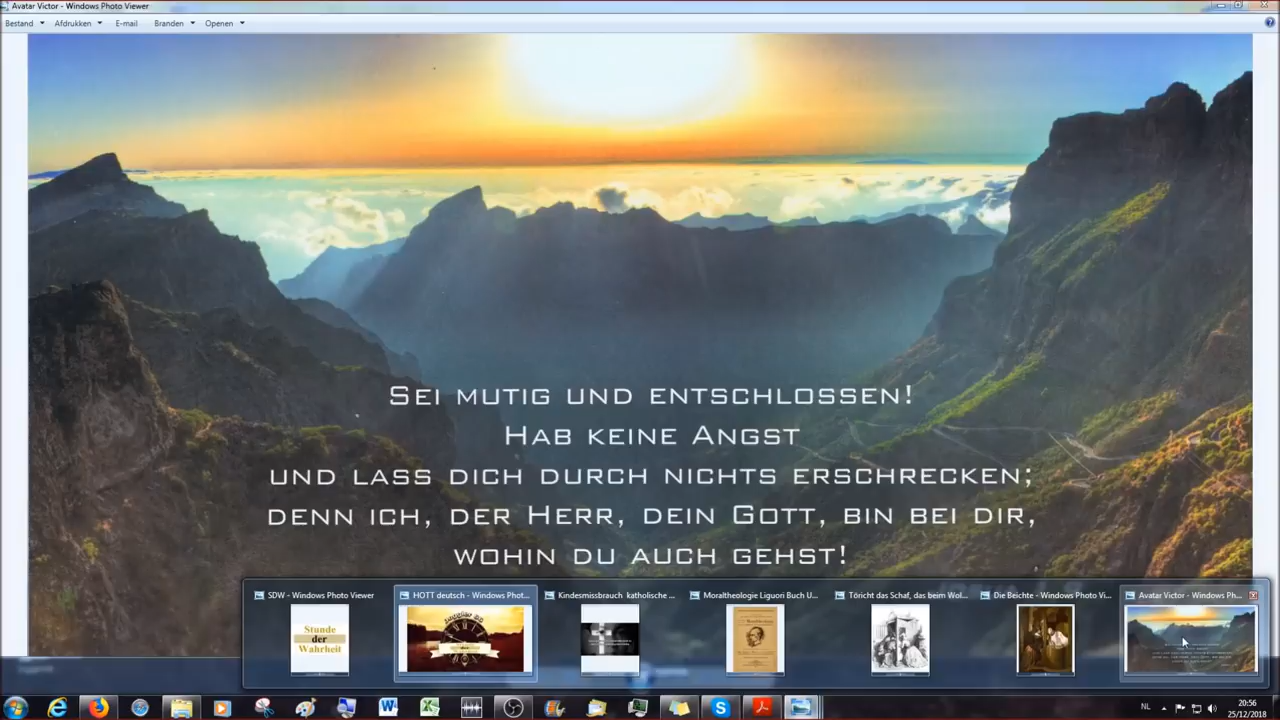 Avatar Victor - Windows Photo Viewer
Bestand Afdrukken E-mail Branden Openen
Sei mutig und entschlossen!
Hab keine Angst
und lass dich durch nichts erschrecken;
denn ich, der Herr, dein Gott, bin bei dir,
wohin du auch gehst!
SDW - Windows Photo Viewer
HOTT deutsch - Windows Phot...
Kindesmissbrauch katholische ...
Moraltheologie Liguori Buch U...
Töricht das Schaf, das beim Wol...
Die Beichte - Windows Photo Vi...
Avatar Victor - Windows Ph...
Stunde
der
Wahrheit
NL
20:56
25/12/2018